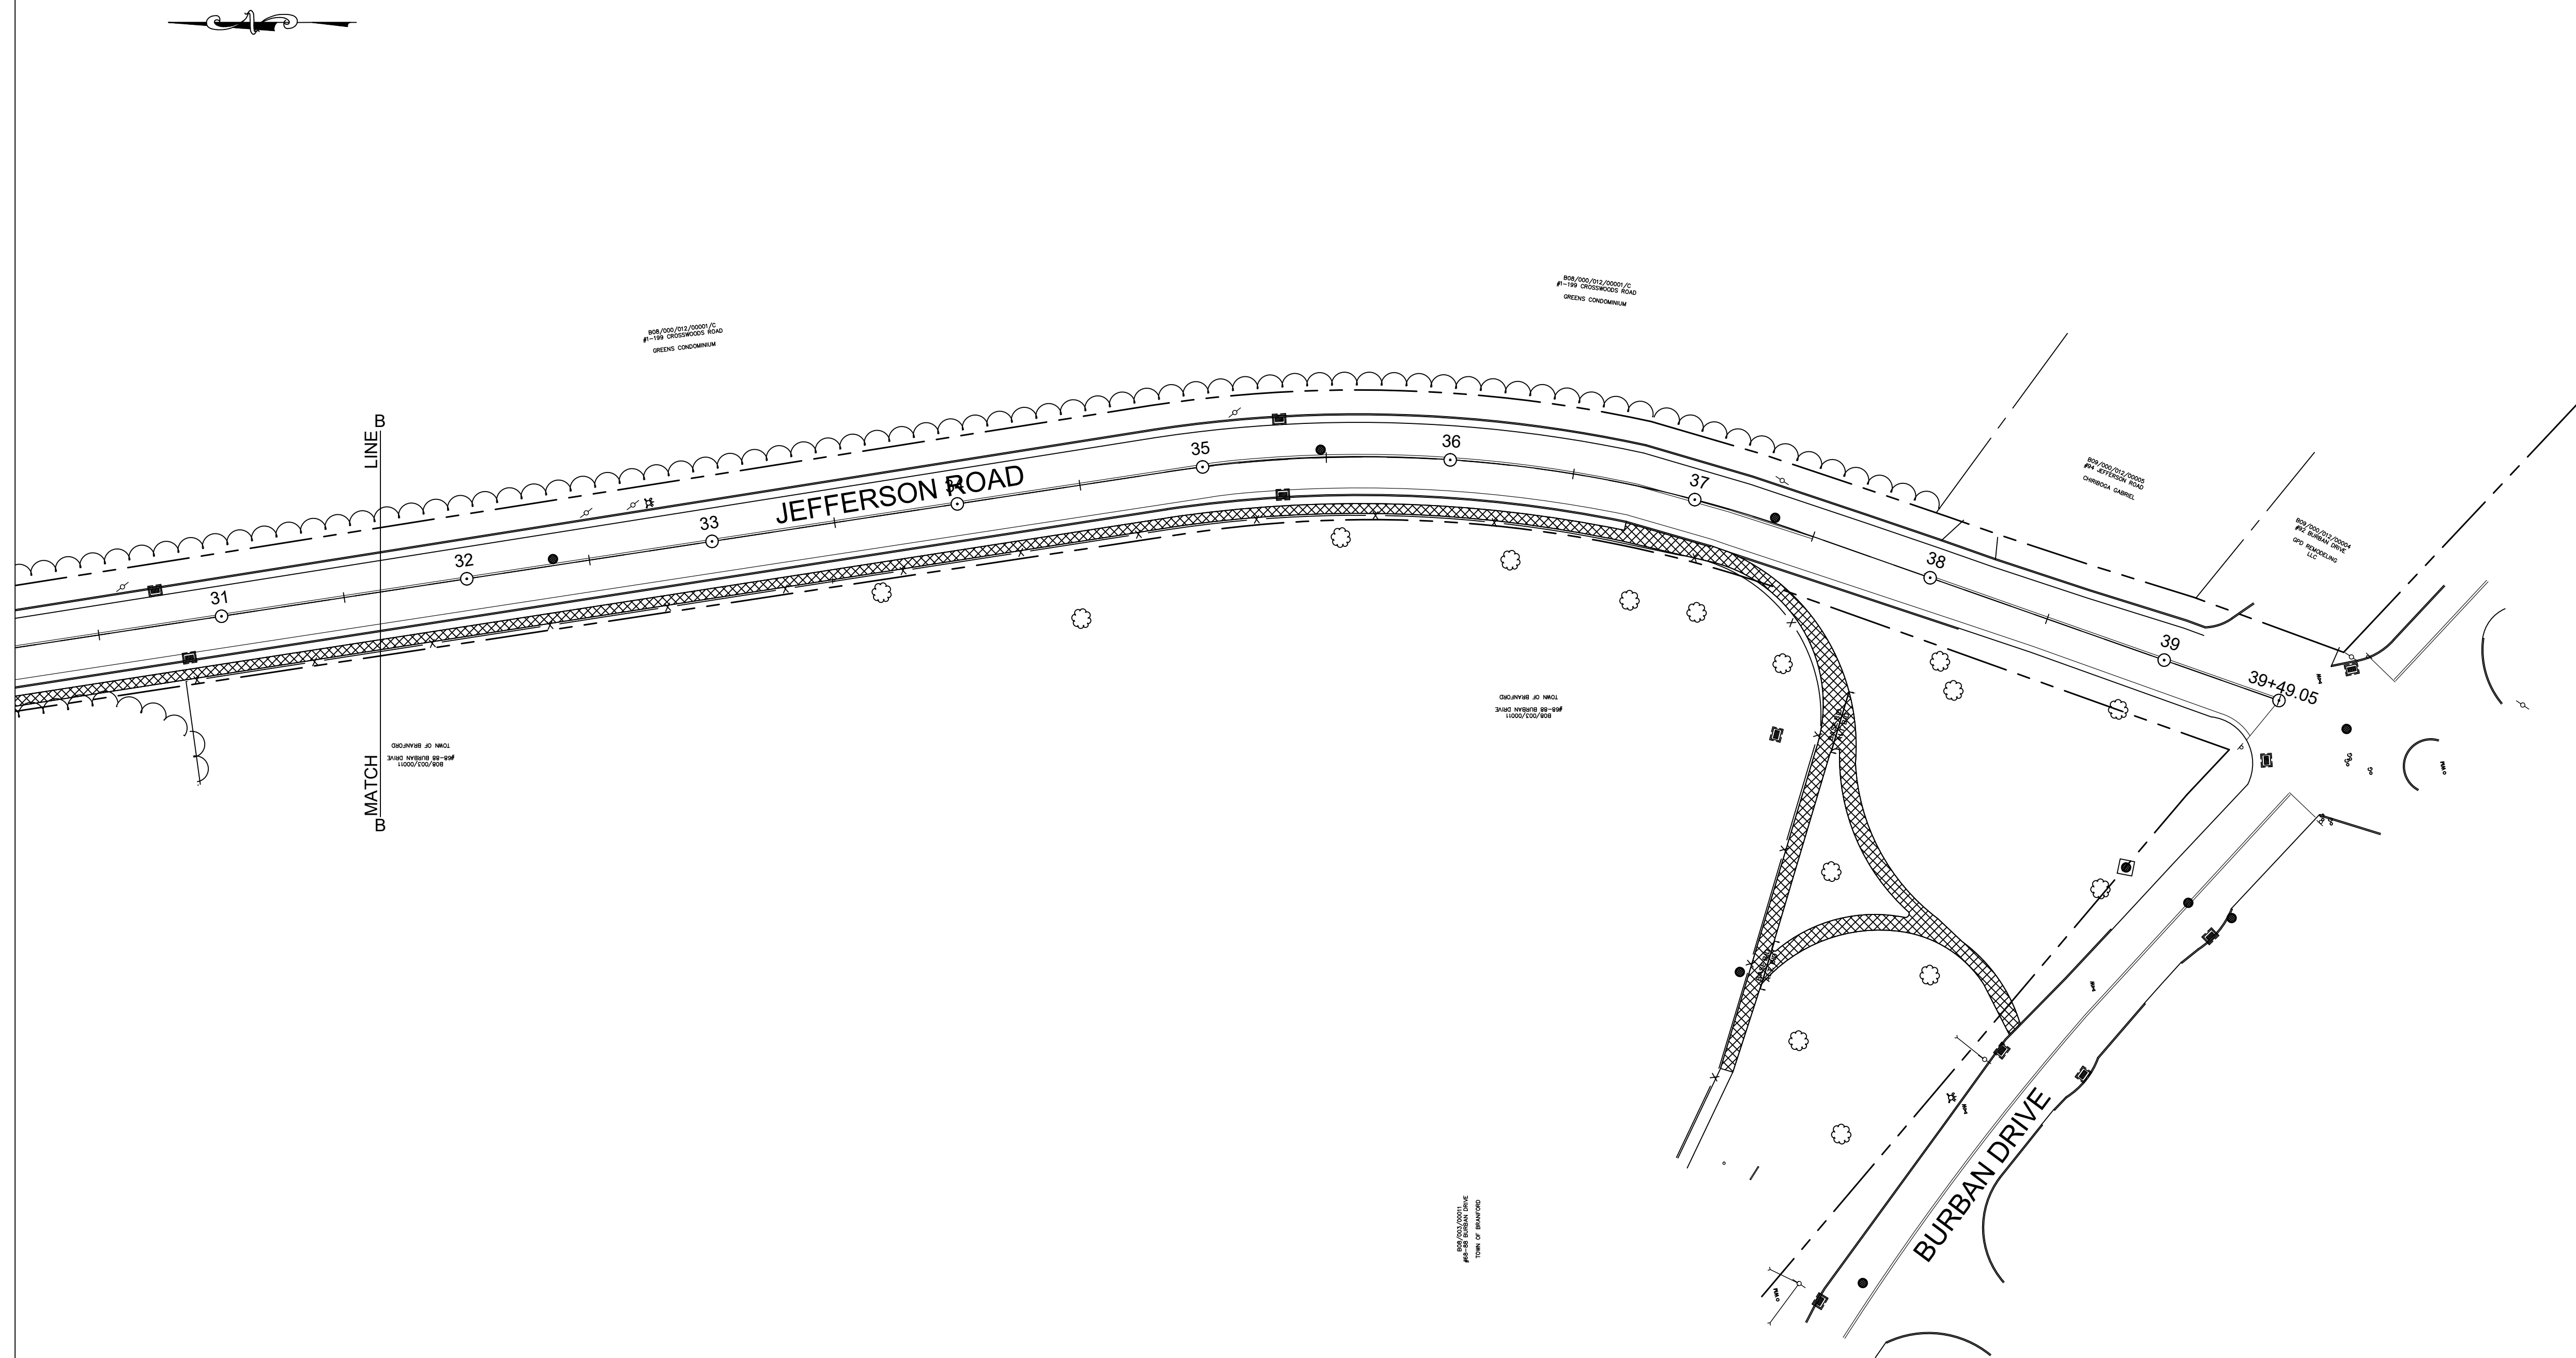 B08/000/012/00001/C
#1-199 CROSSWOODS ROAD
GREENS CONDOMINIUM
B08/000/012/00001/C
#1-199 CROSSWOODS ROAD
GREENS CONDOMINIUM
B
LINE
MATCH
B
31
32
33
34
35
36
37
38
39
39+49.05
JEFFERSON ROAD
B09/000/012/00005
#94 JEFFERSON ROAD
CHIRIBOGA GABRIEL
B09/000/012/00004
#92 BURBAN DRIVE
GPD REMODELING
LLC
B08/003/00011
#68-88 BURBAN DRIVE
TOWN OF BRANFORD
B08/003/00011
#68-88 BURBAN DRIVE
TOWN OF BRANFORD
B08/003/00011
#68-88 BURBAN DRIVE
TOWN OF BRANFORD
BURBAN DRIVE